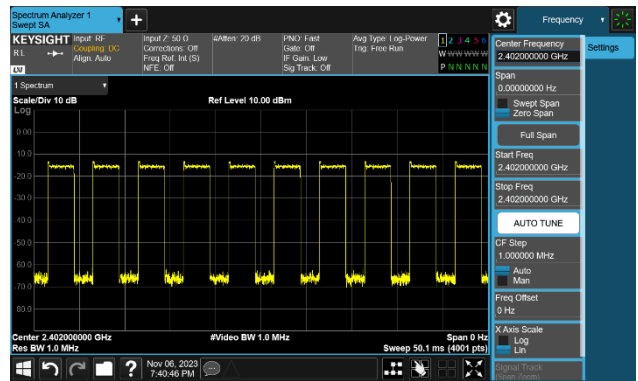 Spectrum Analyzer 1
Swept SA
Frequency
KEYSIGHT
Input: RF
Input Z: 50 Ω
#Atten: 20 dB
PNO: Fast
Avg Type: Log-Power
1 2 3 4 5 6
RL
Coupling: DC
Corrections: Off
Gate: Off
Trig: Free Run
Align: Auto
Freq Ref: Int (S)
IF Gain: Low
W W W W W W
NFE: Off
Sig Track: Off
P N N N N N
LXI
1 Spectrum
Scale/Div 10 dB
Ref Level 10.00 dBm
Log
0.00
-10.0
-20.0
-30.0
-40.0
-50.0
-60.0
-70.0
-80.0
Center 2.402000000 GHz
#Video BW 1.0 MHz
Span 0 Hz
Res BW 1.0 MHz
Sweep 50.1 ms (4001 pts)
Center Frequency
2.402000000 GHz
Settings
Span
0.00000000 Hz
Swept Span
Zero Span
Full Span
Start Freq
2.402000000 GHz
Stop Freq
2.402000000 GHz
AUTO TUNE
CF Step
1.000000 MHz
Auto
Man
Freq Offset
0 Hz
X Axis Scale
Log
Lin
Signal Track
(Span Zoom)
?
Nov 06, 2023
7:40:46 PM